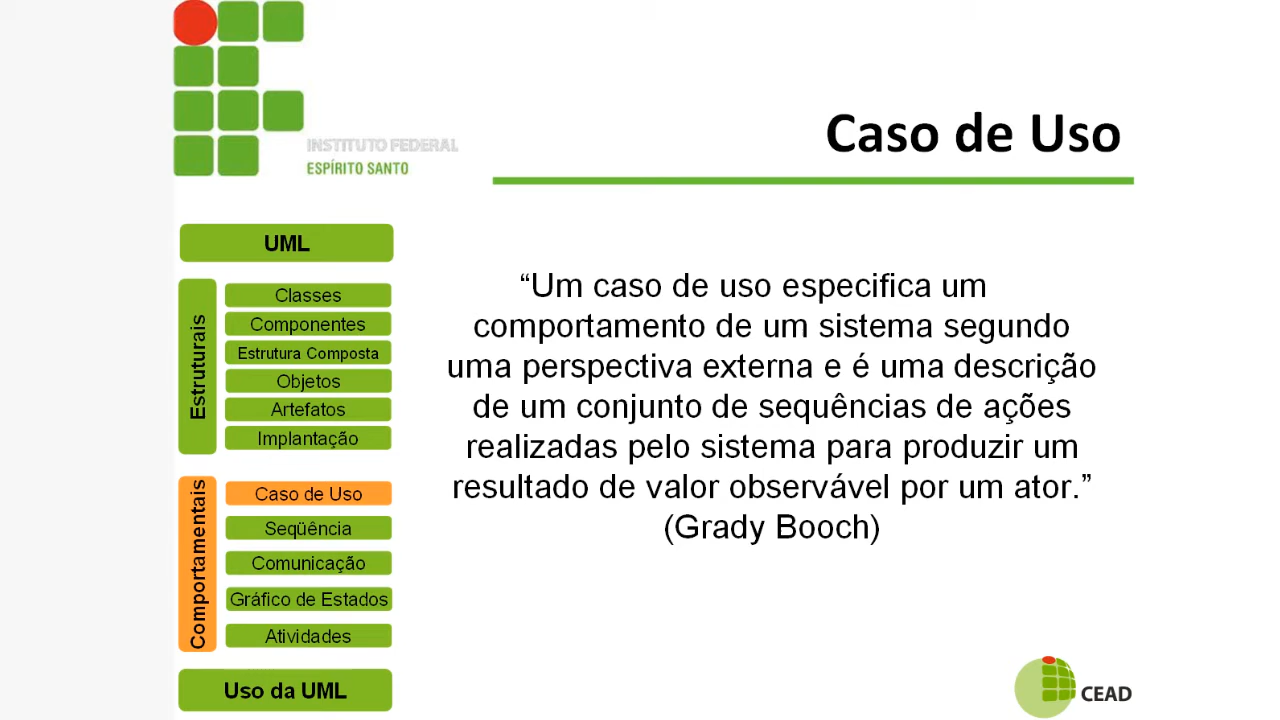 INSTITUTO FEDERAL
ESPÍRITO SANTO
Caso de Uso
UML
Estruturais
Classes
Componentes
Estrutura Composta
Objetos
Artefatos
Implantação
Comportamentais
Caso de Uso
Seqüência
Comunicação
Gráfico de Estados
Atividades
Uso da UML
“Um caso de uso especifica um
comportamento de um sistema segundo
uma perspectiva externa e é uma descrição
de um conjunto de sequências de ações
realizadas pelo sistema para produzir um
resultado de valor observável por um ator.”
(Grady Booch)
CEAD